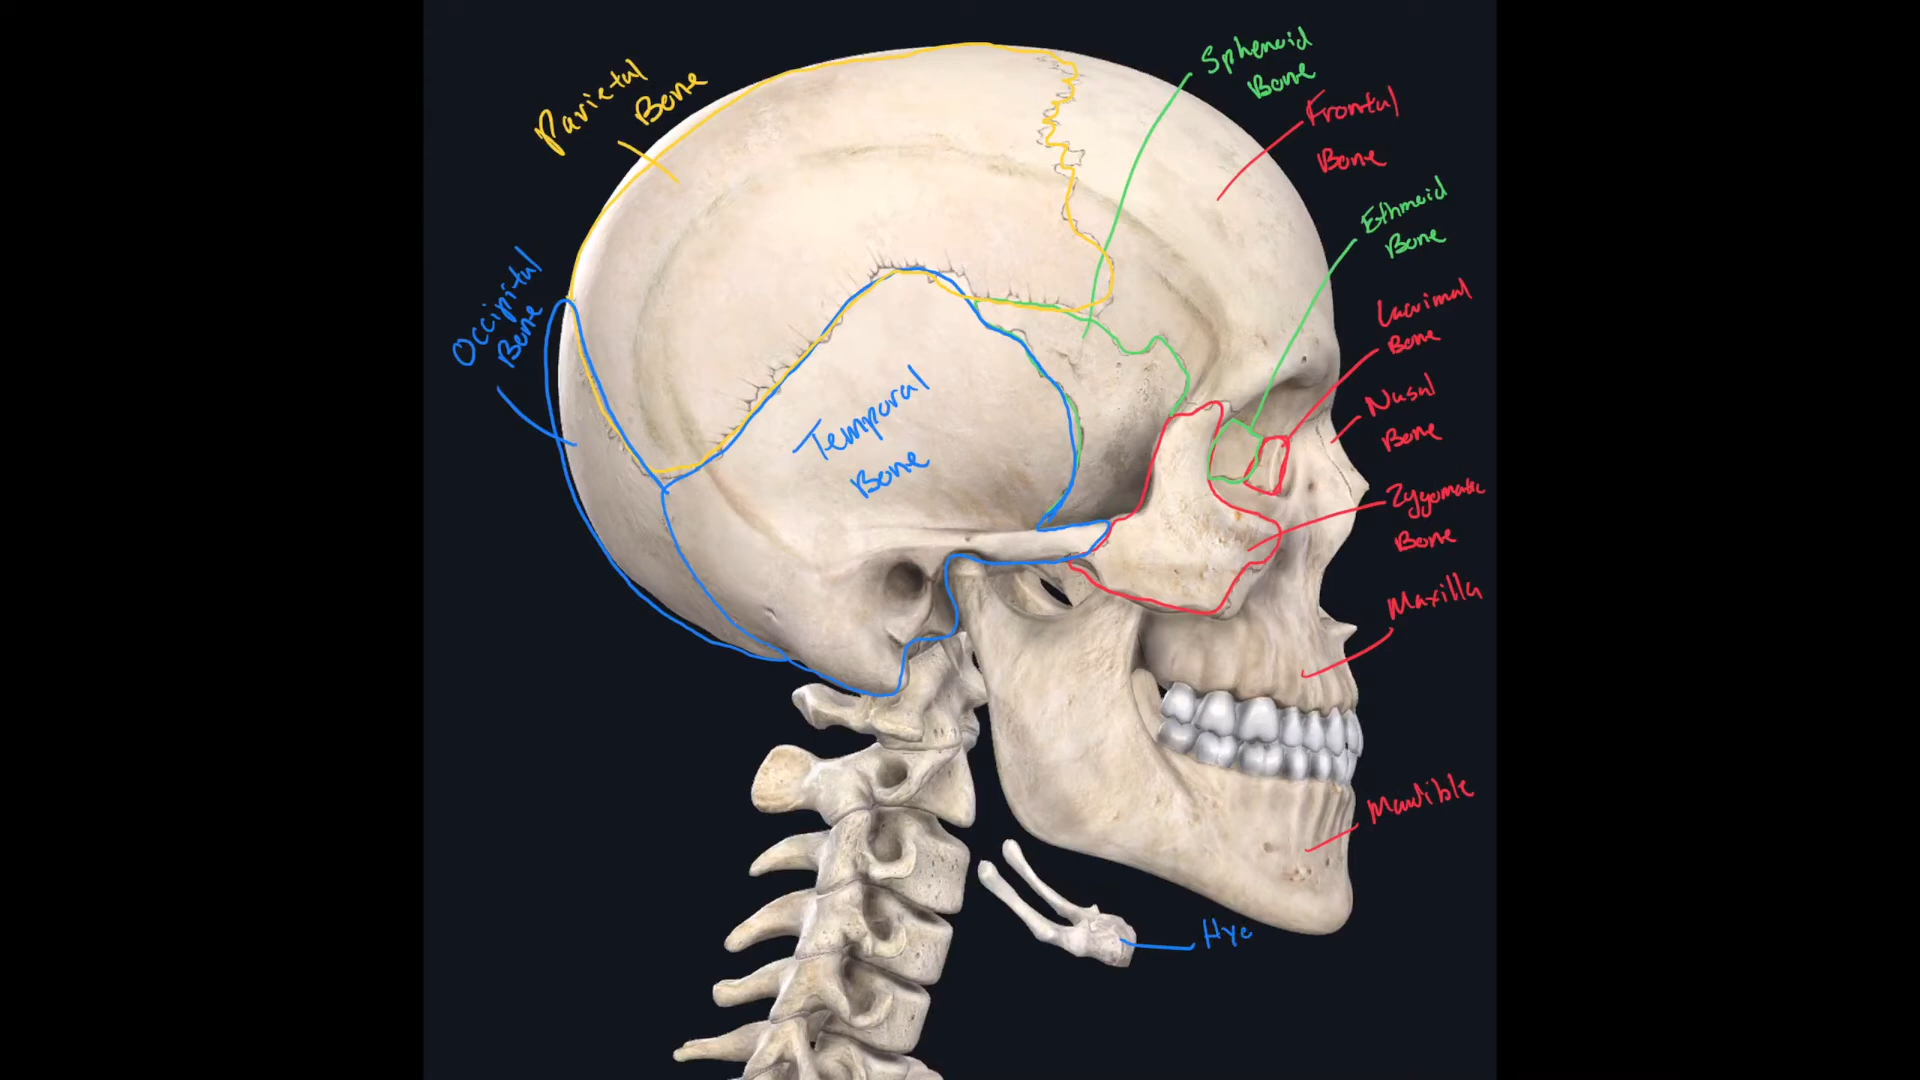 Parietal
Bone
Sphenoid
Bone
Frontal
Bone
Ethmoid
Bone
Occipital
Bone
Lacrimal
Bone
Nasal
Bone
Temporal
Bone
Zygomatic
Bone
Maxilla
Mandible
Hyo